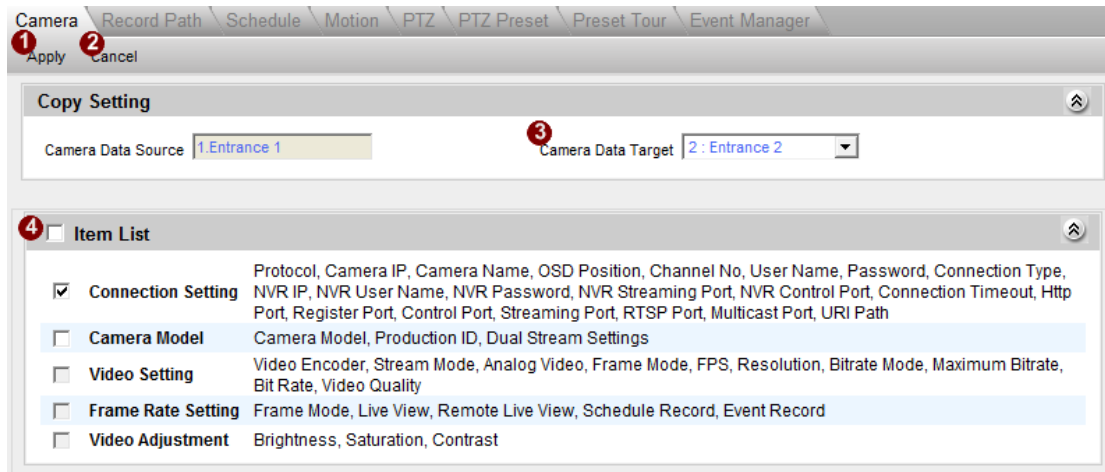 Camera Record Path Schedule Motion PTZ PTZ Preset Preset Tour Event Manager
1 2
Apply Cancel
Copy Setting
3
Camera Data Source 1.Entrance 1 Camera Data Target 2 : Entrance 2
4 Item List
Connection Setting Protocol, Camera IP, Camera Name, OSD Position, Channel No, User Name, Password, Connection Type,
NVR IP, NVR User Name, NVR Password, NVR Streaming Port, NVR Control Port, Connection Timeout, Http
Port, Register Port, Control Port, Streaming Port, RTSP Port, Multicast Port, URI Path
Camera Model Camera Model, Production ID, Dual Stream Settings
Video Setting Video Encoder, Stream Mode, Analog Video, Frame Mode, FPS, Resolution, Bitrate Mode, Maximum Bitrate,
Bit Rate, Video Quality
Frame Rate Setting Frame Mode, Live View, Remote Live View, Schedule Record, Event Record
Video Adjustment Brightness, Saturation, Contrast